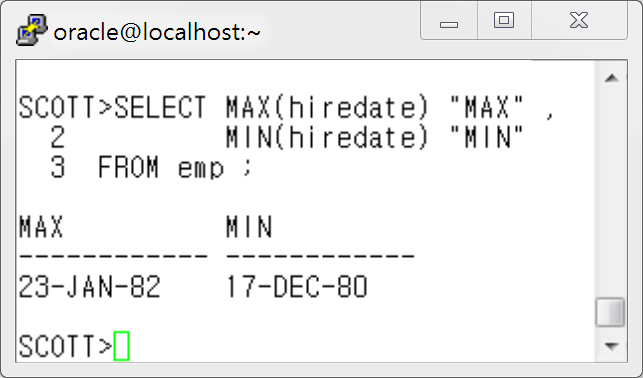 oracle@localhost:~
SCOTT>SELECT MAX(hiredate) "MAX" ,
  2          MIN(hiredate) "MIN"
  3  FROM emp ;
MAX          MIN
------------ ------------
23-JAN-82    17-DEC-80
SCOTT>